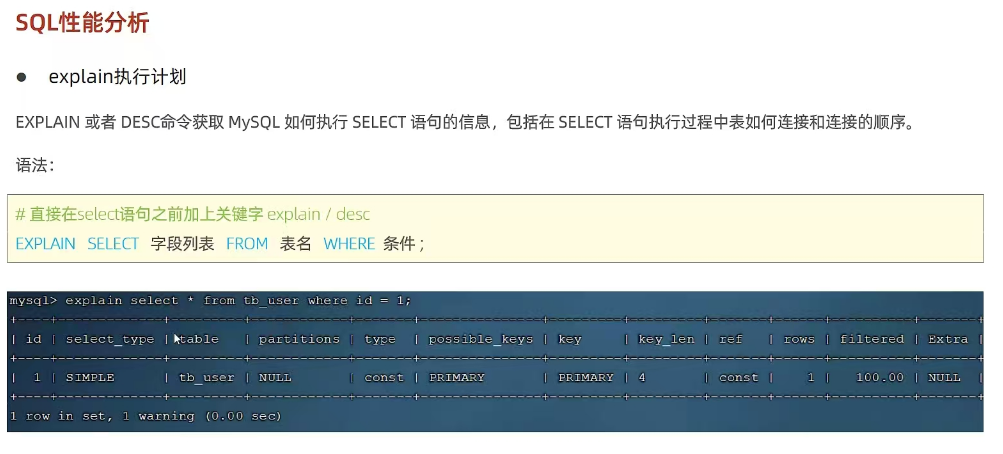 SQL性能分析
● explain执行计划
EXPLAIN 或者 DESC命令获取 MySQL 如何执行 SELECT 语句的信息，包括在 SELECT 语句执行过程中表如何连接和连接的顺序。
语法：
# 直接在select语句之前加上关键字 explain / desc
EXPLAIN SELECT 字段列表 FROM 表名 WHERE 条件 ;
mysql> explain select * from tb_user where id = 1;
+----+-------------+---------+------------+-------+---------------+---------+---------+-------+------+----------+-------+
| id | select_type | table | partitions | type | possible_keys | key | key_len | ref | rows | filtered | Extra |
+----+-------------+---------+------------+-------+---------------+---------+---------+-------+------+----------+-------+
| 1 | SIMPLE | tb_user | NULL | const | PRIMARY | PRIMARY | 4 | const | 1 | 100.00 | NULL |
+----+-------------+---------+------------+-------+---------------+---------+---------+-------+------+----------+-------+
1 row in set, 1 warning (0.00 sec)